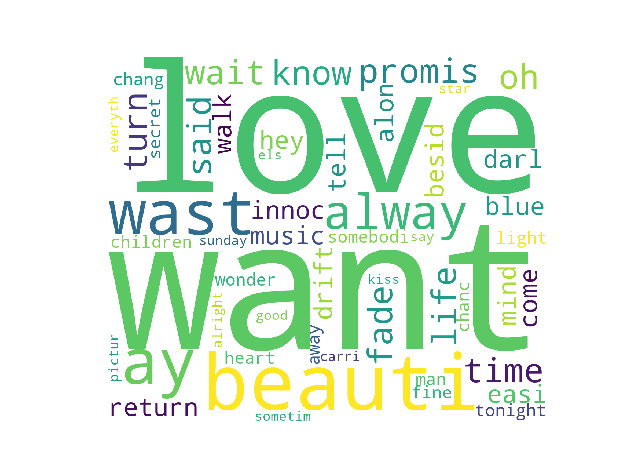 love
want
beauti
wast
alway
ay
time
wait
know
promis
oh
chang
star
everyth
turn
secret
said
walk
hey
els
tell
alon
besid
darl
innoc
blue
children
sunday
music
somebodi
say
light
wonder
drift
kiss
fade
life
chanc
mind
come
good
alright
pictur
heart
away
carri
man
fine
easi
return
sometim
tonight